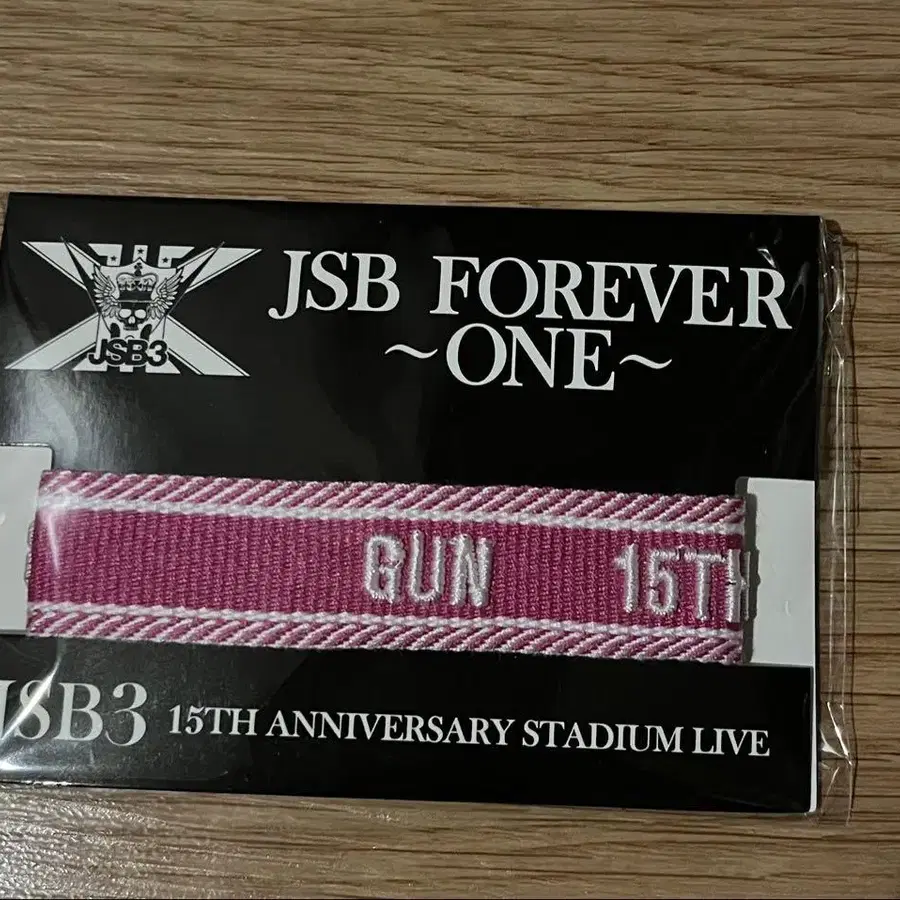 JSB3
JSB FOREVER
~ONE~
GUN 15TH
JSB3 15TH ANNIVERSARY STADIUM LIVE